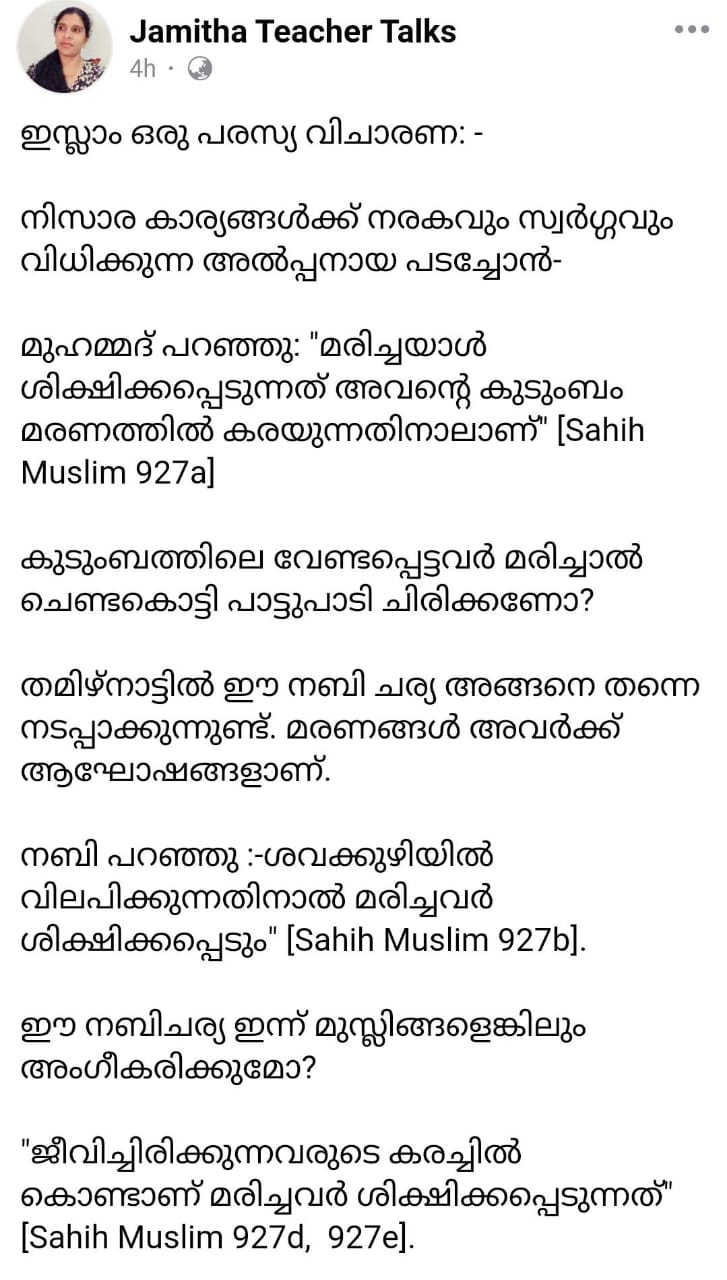 Jamitha Teacher Talks
4h ·
ഇസ്ലാം ഒരു പരസ്യ വിചാരണ: -
നിസാര കാര്യങ്ങൾക്ക് നരകവും സ്വർഗ്ഗവും
വിധിക്കുന്ന അൽപ്പനായ പടച്ചോൻ-
മുഹമ്മദ് പറഞ്ഞു: "മരിച്ചയാൾ
ശിക്ഷിക്കപ്പെടുന്നത് അവന്റെ കുടുംബം
മരണത്തിൽ കരയുന്നതിനാലാണ്" [Sahih
Muslim 927a]
കുടുംബത്തിലെ വേണ്ടപ്പെട്ടവർ മരിച്ചാൽ
ചെണ്ടകൊട്ടി പാട്ടുപാടി ചിരിക്കണോ?
തമിഴ്നാട്ടിൽ ഈ നബി ചര്യ അങ്ങനെ തന്നെ
നടപ്പാക്കുന്നുണ്ട്. മരണങ്ങൾ അവർക്ക്
ആഘോഷങ്ങളാണ്.
നബി പറഞ്ഞു :-ശവക്കുഴിയിൽ
വിലപിക്കുന്നതിനാൽ മരിച്ചവർ
ശിക്ഷിക്കപ്പെടും" [Sahih Muslim 927b].
ഈ നബിചര്യ ഇന്ന് മുസ്ലിങ്ങളെങ്കിലും
അംഗീകരിക്കുമോ?
"ജീവിച്ചിരിക്കുന്നവരുടെ കരച്ചിൽ
കൊണ്ടാണ് മരിച്ചവർ ശിക്ഷിക്കപ്പെടുന്നത്"
[Sahih Muslim 927d, 927e].